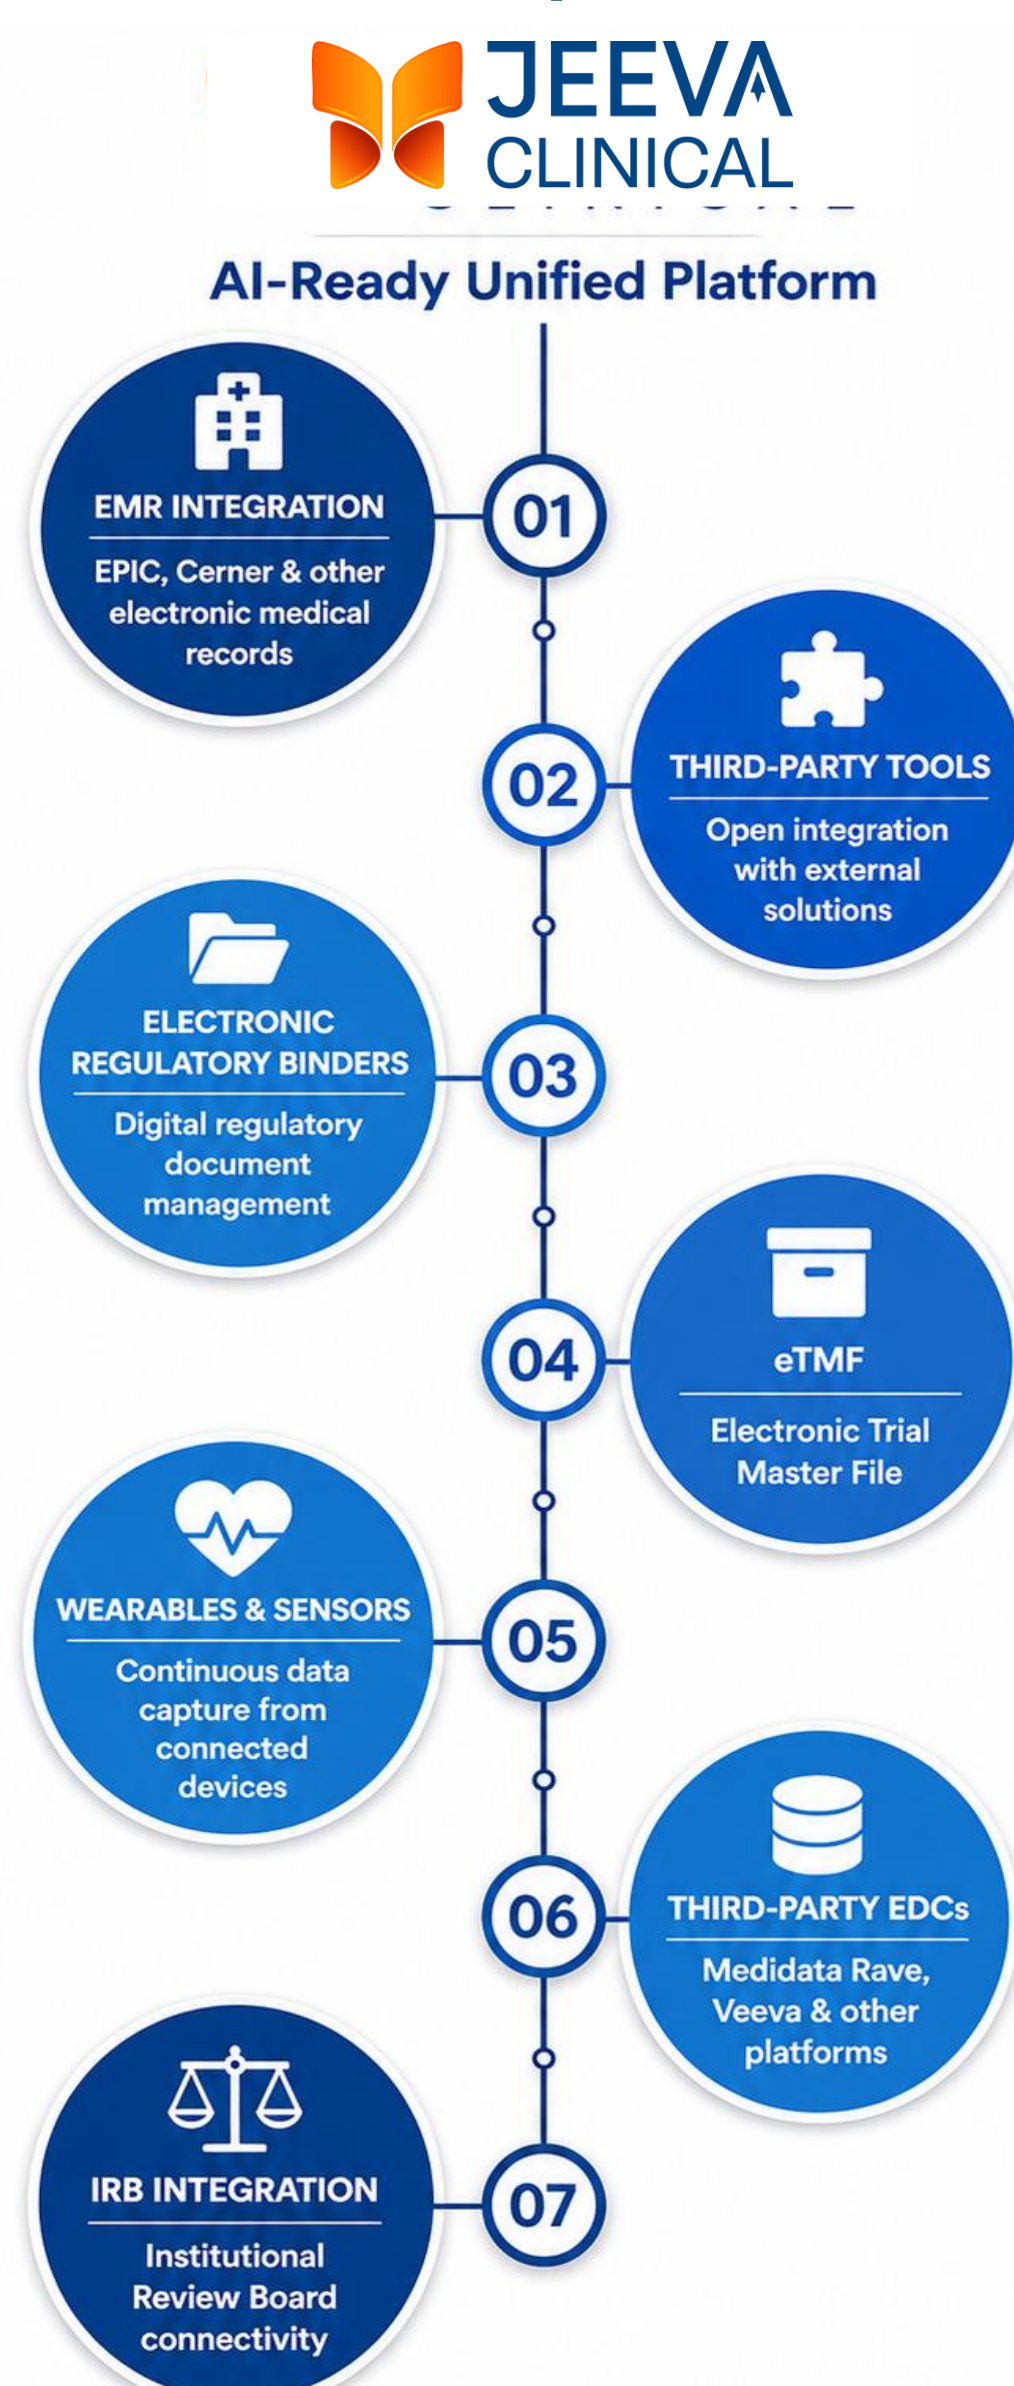 JEEVA
CLINICAL
AI-Ready Unified Platform
EMR INTEGRATION
EPIC, Cerner & other
electronic medical
records
01
02
THIRD-PARTY TOOLS
Open integration
with external
solutions
ELECTRONIC
REGULATORY BINDERS
Digital regulatory
document
management
03
04
eTMF
Electronic Trial
Master File
WEARABLES & SENSORS
Continuous data
capture from
connected
devices
05
06
THIRD-PARTY EDCs
Medidata Rave,
Veeva & other
platforms
IRB INTEGRATION
Institutional
Review Board
connectivity
07